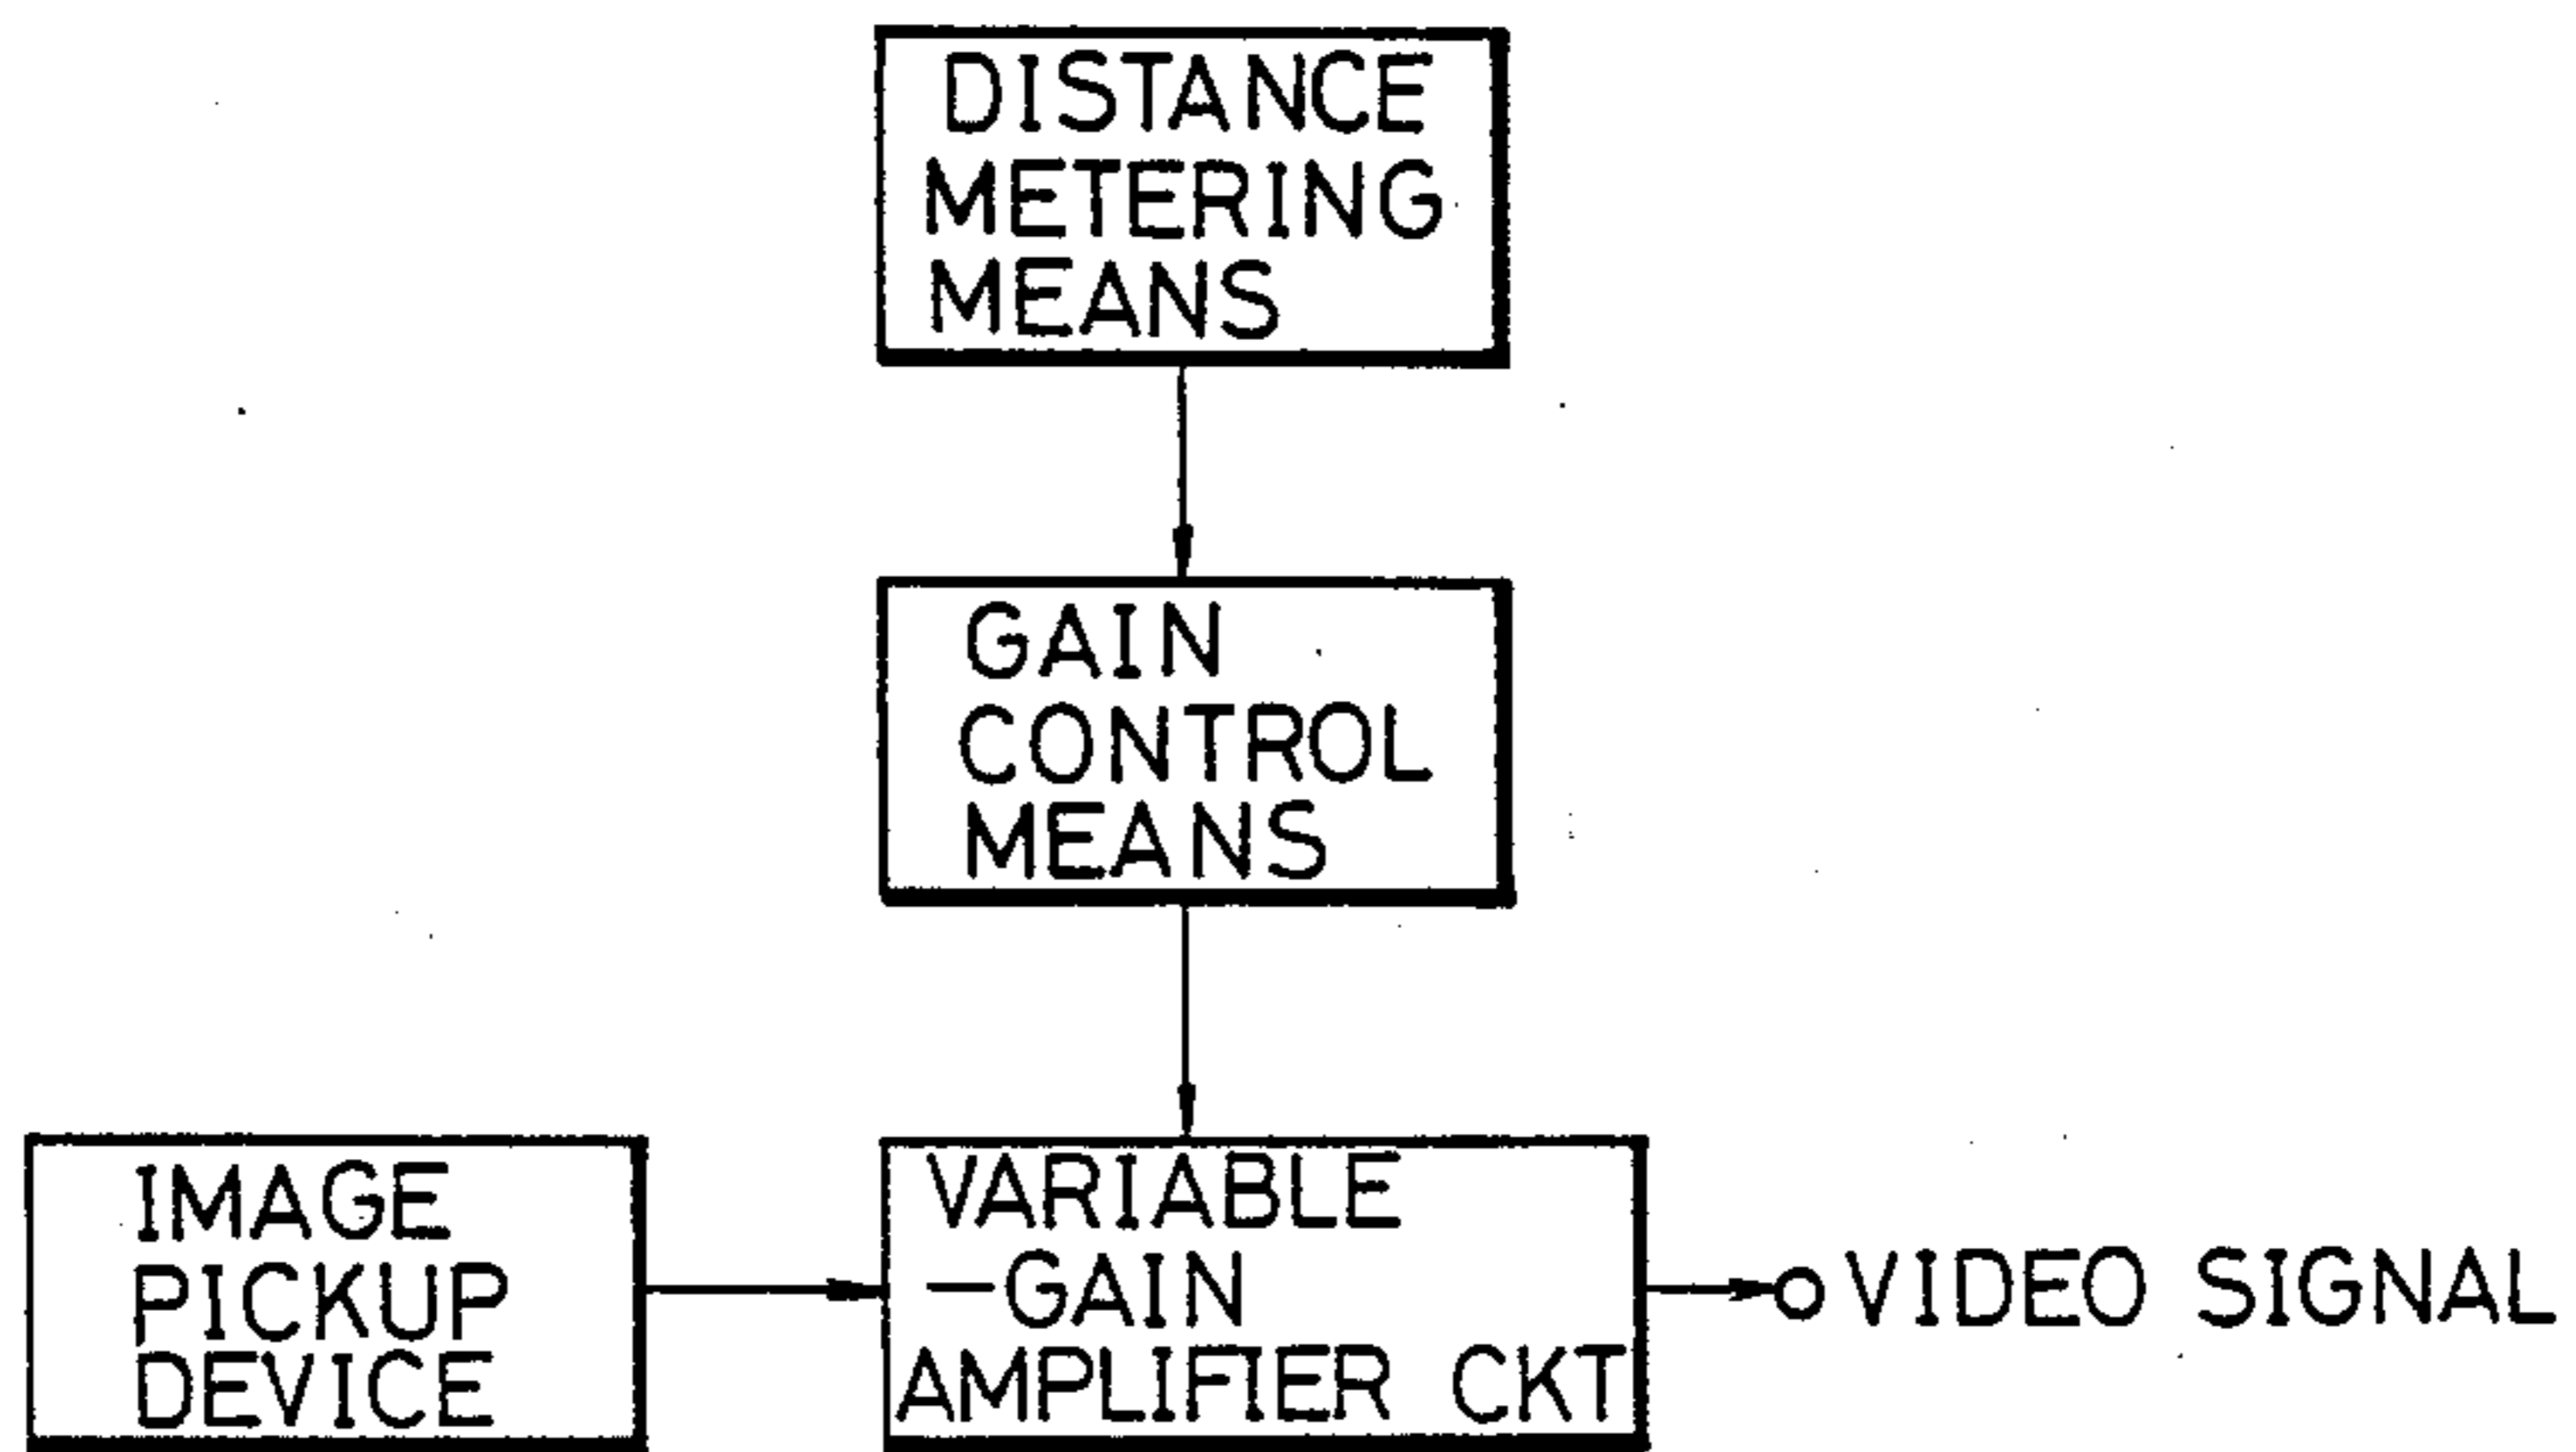 DISTANCE
METERING
MEANS
GAIN
CONTROL
MEANS
IMAGE
PICKUP
DEVICE
VARIABLE
-GAIN
AMPLIFIER CKT
VIDEO SIGNAL